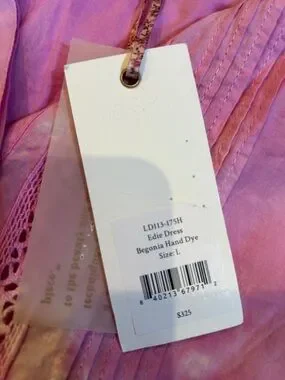 LD113-175H
Edie Dress
Begonia Hand Dye
Size: L
8 40213 67971 2
$325